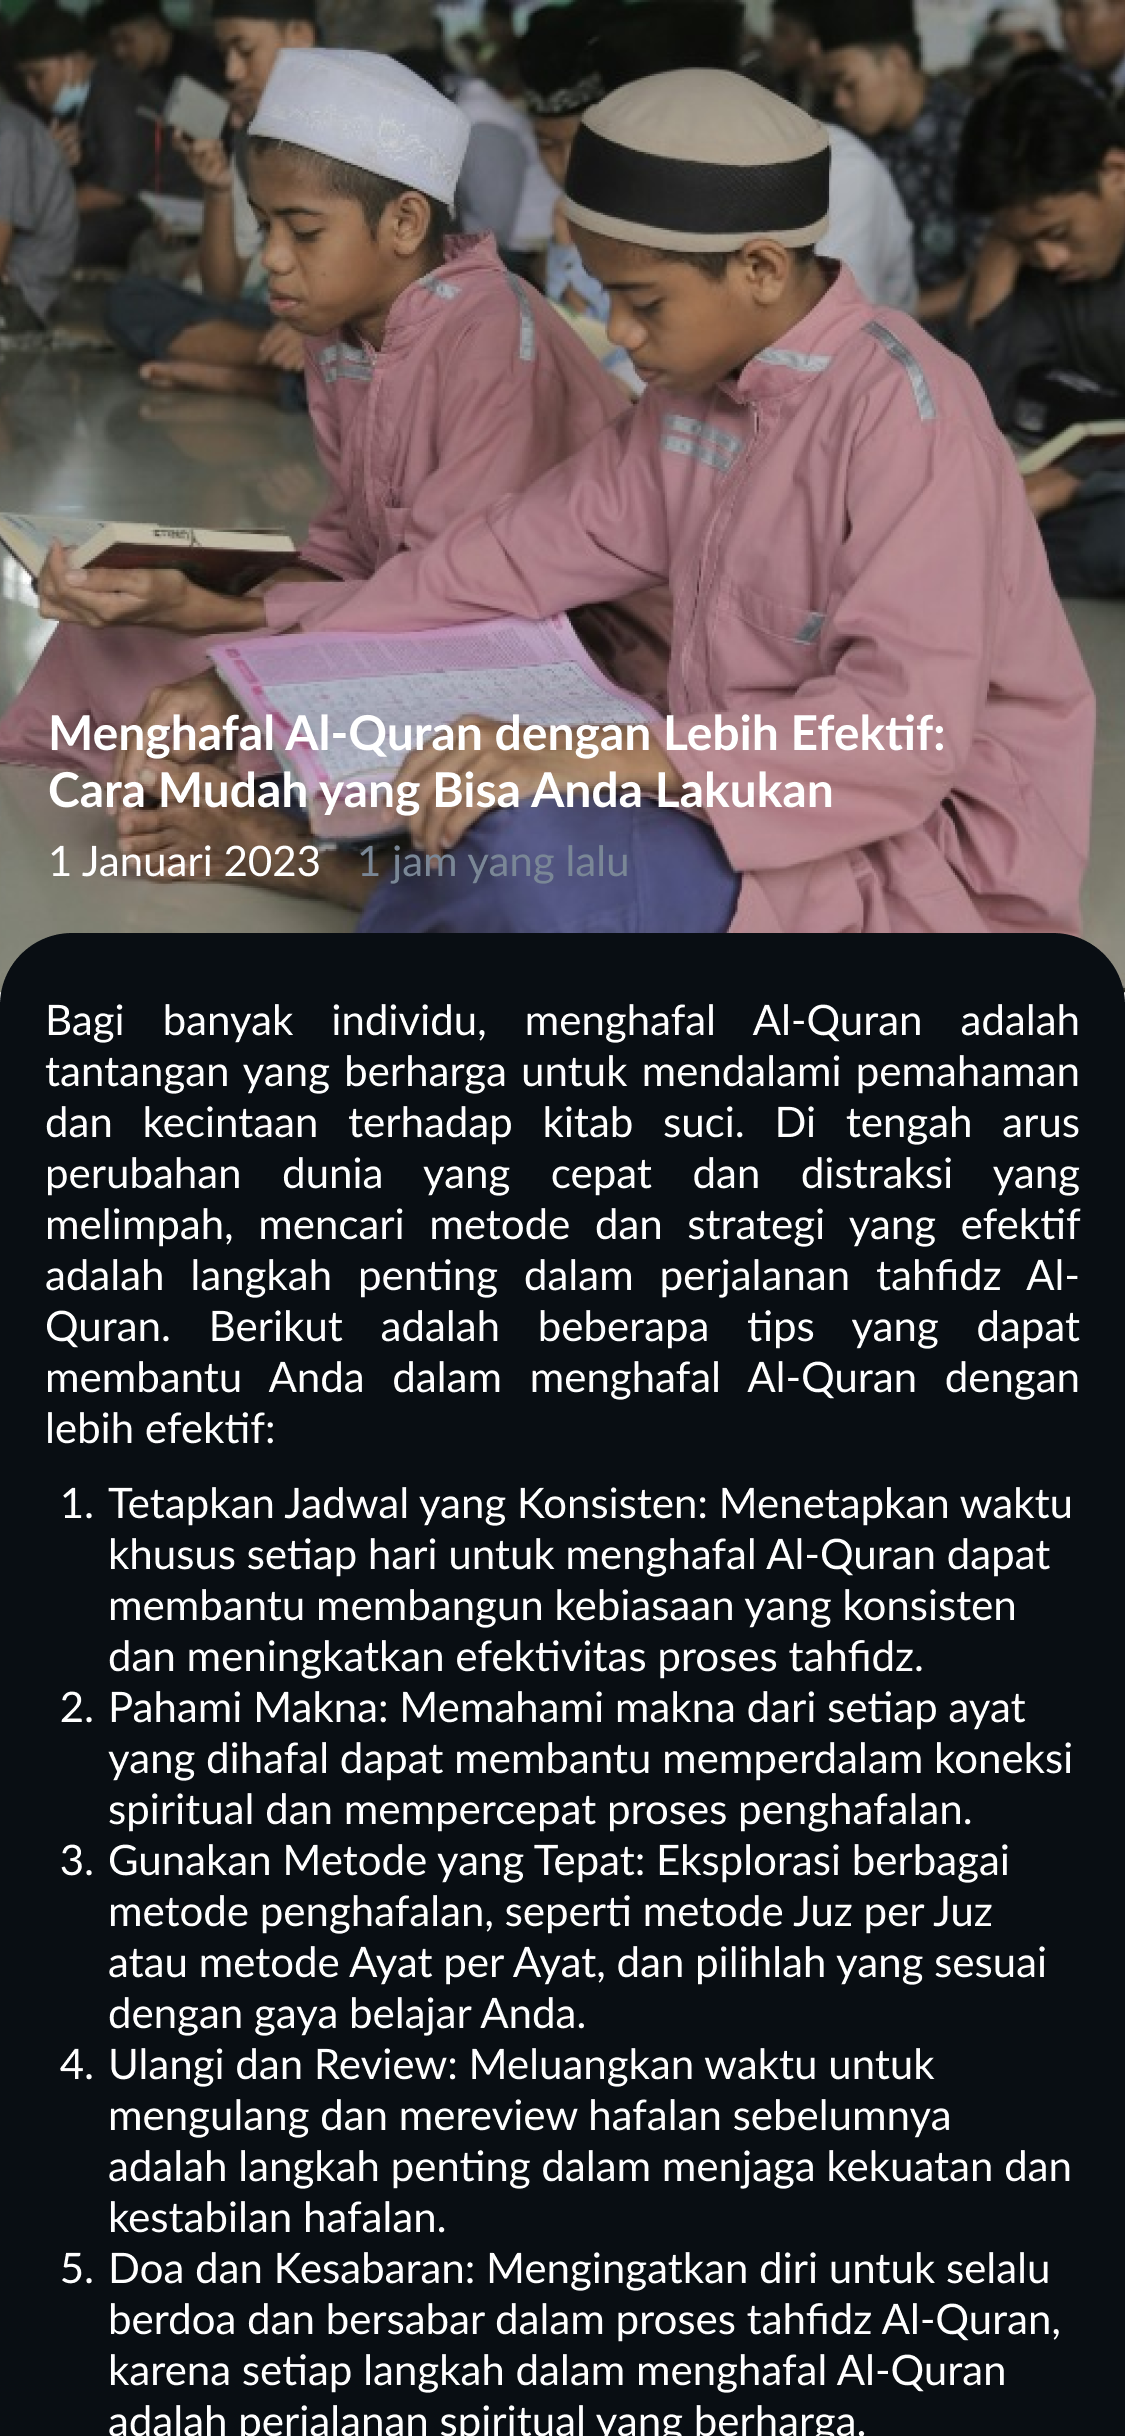 Menghafal Al-Quran dengan Lebih Efektif:
Cara Mudah yang Bisa Anda Lakukan
1 Januari 2023 1 jam yang lalu
Bagi banyak individu, menghafal Al-Quran adalah
tantangan yang berharga untuk mendalami pemahaman
dan kecintaan terhadap kitab suci. Di tengah arus
perubahan dunia yang cepat dan distraksi yang
melimpah, mencari metode dan strategi yang efektif
adalah langkah penting dalam perjalanan tahfidz Al-
Quran. Berikut adalah beberapa tips yang dapat
membantu Anda dalam menghafal Al-Quran dengan
lebih efektif:
1. Tetapkan Jadwal yang Konsisten: Menetapkan waktu
khusus setiap hari untuk menghafal Al-Quran dapat
membantu membangun kebiasaan yang konsisten
dan meningkatkan efektivitas proses tahfidz.
2. Pahami Makna: Memahami makna dari setiap ayat
yang dihafal dapat membantu memperdalam koneksi
spiritual dan mempercepat proses penghafalan.
3. Gunakan Metode yang Tepat: Eksplorasi berbagai
metode penghafalan, seperti metode Juz per Juz
atau metode Ayat per Ayat, dan pilihlah yang sesuai
dengan gaya belajar Anda.
4. Ulangi dan Review: Meluangkan waktu untuk
mengulang dan mereview hafalan sebelumnya
adalah langkah penting dalam menjaga kekuatan dan
kestabilan hafalan.
5. Doa dan Kesabaran: Mengingatkan diri untuk selalu
berdoa dan bersabar dalam proses tahfidz Al-Quran,
karena setiap langkah dalam menghafal Al-Quran
adalah perjalanan spiritual yang berharga.